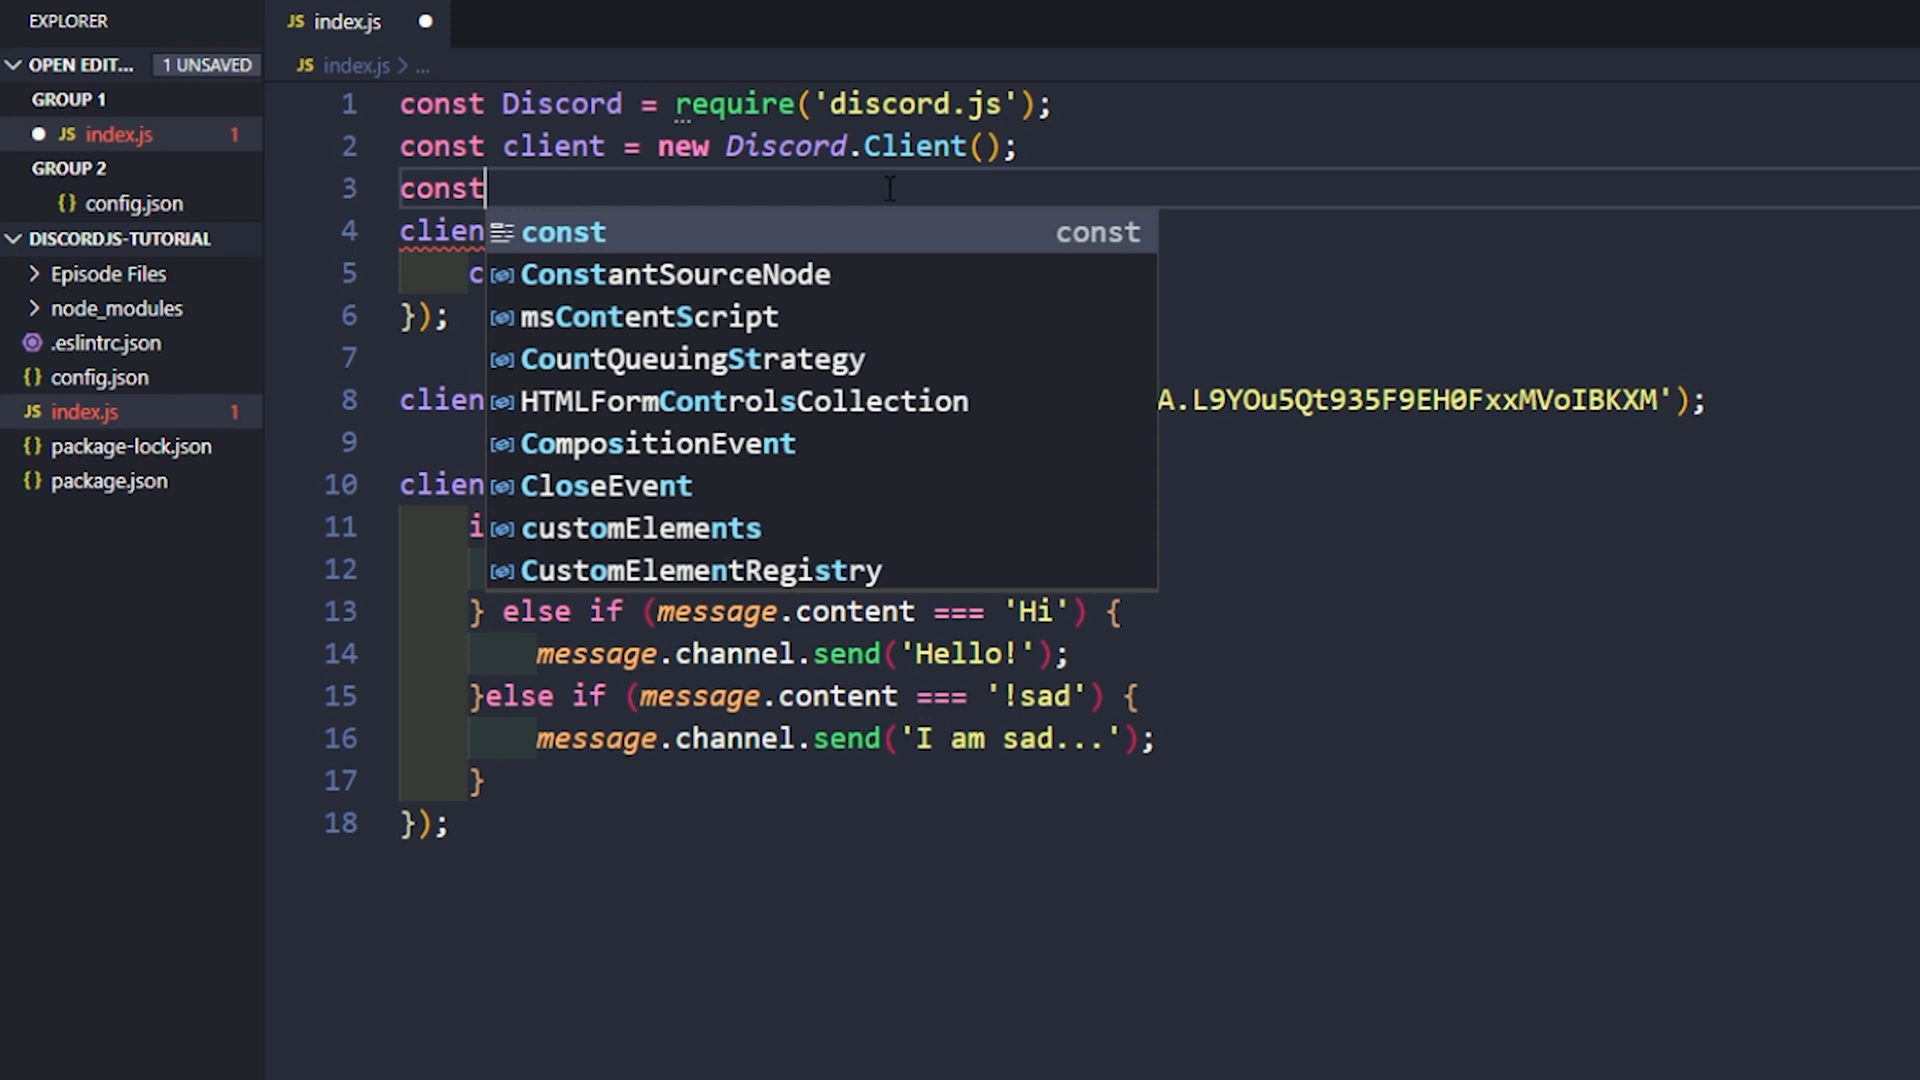 EXPLORER
OPEN EDIT... 1 UNSAVED
GROUP 1
JS index.js 1
GROUP 2
{} config.json
DISCORDJS-TUTORIAL
Episode Files
node_modules
.eslintrc.json
{} config.json
JS index.js 1
{} package-lock.json
{} package.json
JS index.js
JS index.js > ...
1 const Discord = require('discord.js');
2 const client = new Discord.Client();
3 const
4 clien
5 c
6 });
7
8 clien A.L9YOu5Qt935F9EH0FxxMVoIBKXM');
9
10 clien
11 i
12
const const
ConstantSourceNode
msContentScript
CountQueuingStrategy
HTMLFormControlsCollection
CompositionEvent
CloseEvent
customElements
CustomElementRegistry
13 } else if (message.content === 'Hi') {
14 message.channel.send('Hello!');
15 }else if (message.content === '!sad') {
16 message.channel.send('I am sad...');
17 }
18 });